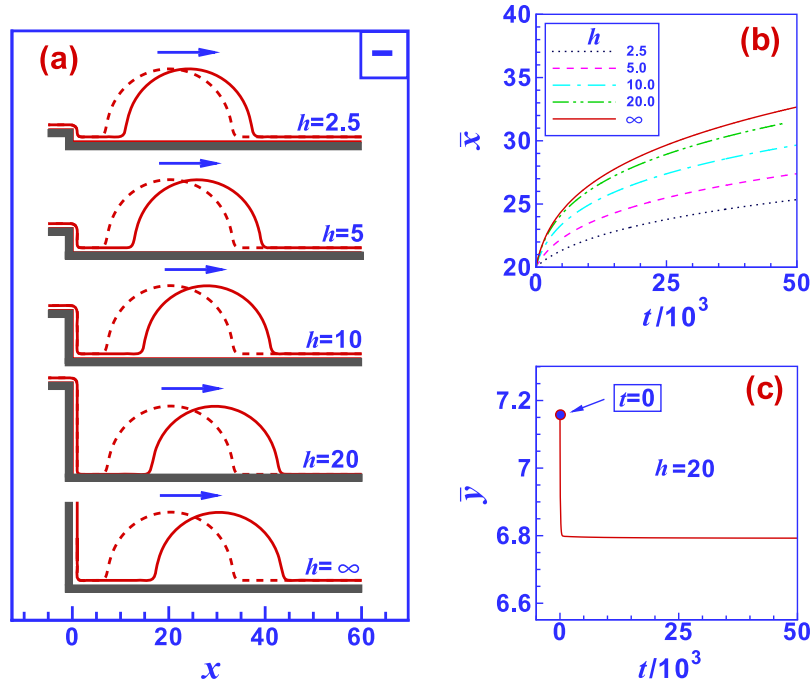 (a)
−
h=2.5
h=5
h=10
h=20
h=∞
0 20 40 60
x
(b)
40
35
30
25
20
x̄
h
2.5
5.0
10.0
20.0
∞
0 25 50
t/10³
(c)
7.2
7
6.8
6.6
ȳ
t=0
h=20
0 25 50
t/10³